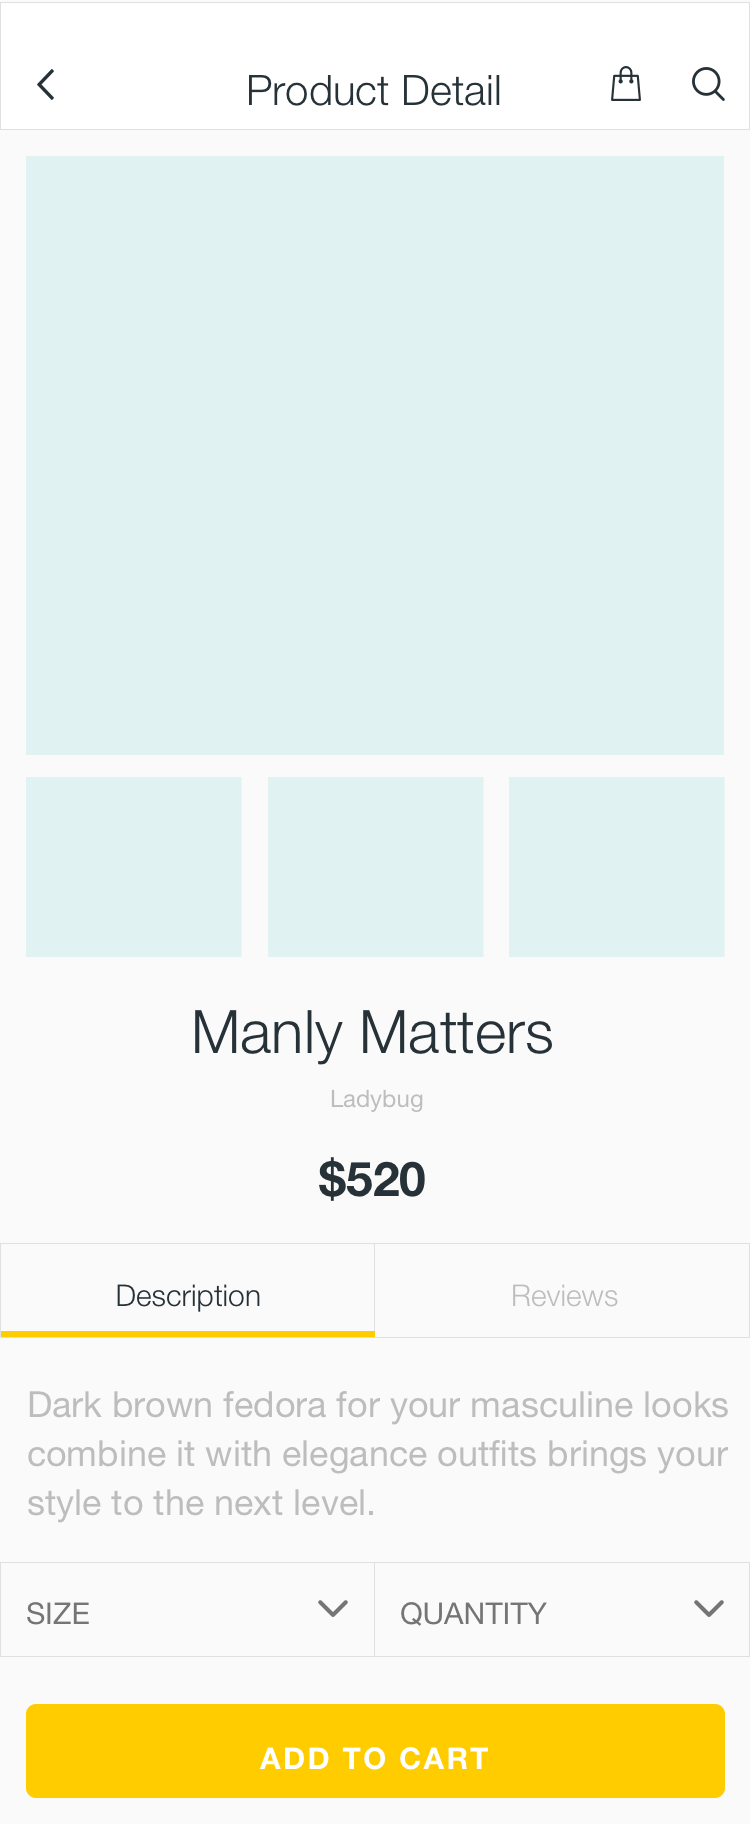 Product Detail
Manly Matters
Ladybug
$520
Description
Reviews
Dark brown fedora for your masculine looks
combine it with elegance outfits brings your
style to the next level.
SIZE
QUANTITY
ADD TO CART